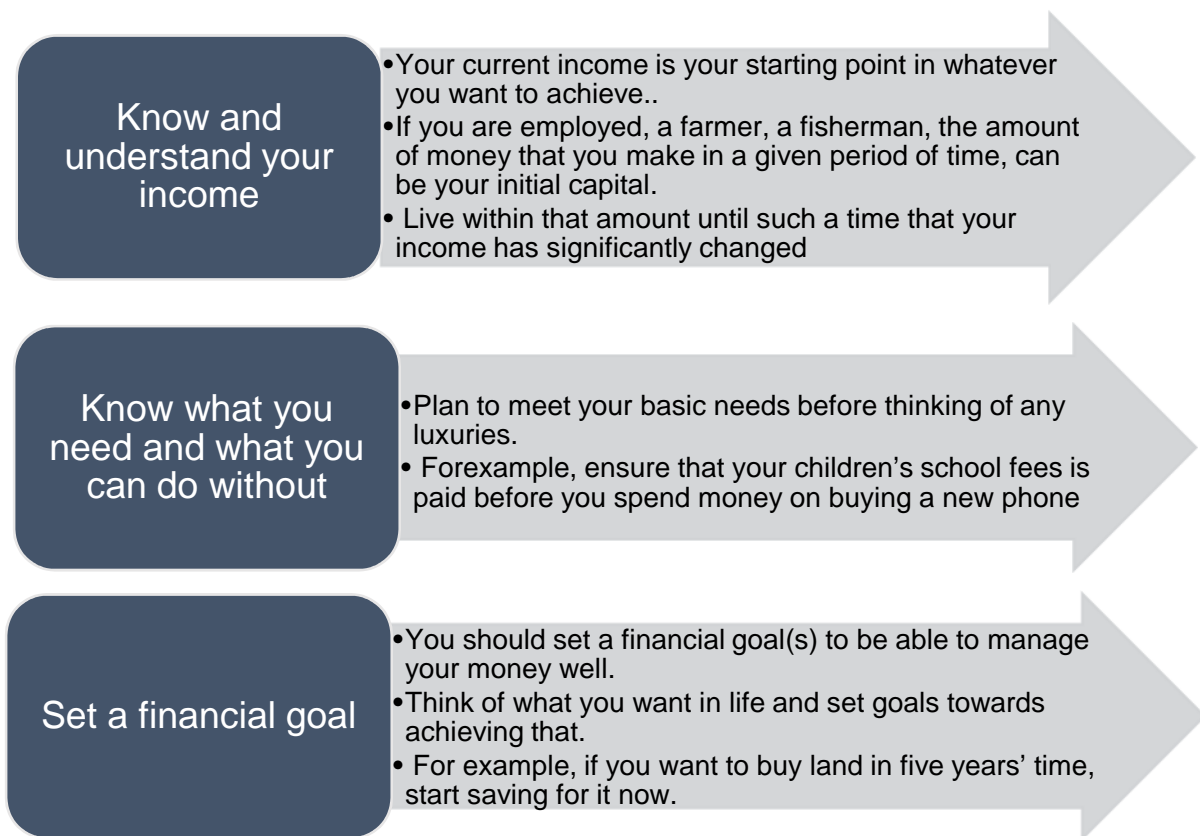 Know and
understand your
income
•Your current income is your starting point in whatever
you want to achieve..
•If you are employed, a farmer, a fisherman, the amount
of money that you make in a given period of time, can
be your initial capital.
• Live within that amount until such a time that your
income has significantly changed
Know what you
need and what you
can do without
•Plan to meet your basic needs before thinking of any
luxuries.
• Forexample, ensure that your children’s school fees is
paid before you spend money on buying a new phone
Set a financial goal
•You should set a financial goal(s) to be able to manage
your money well.
•Think of what you want in life and set goals towards
achieving that.
• For example, if you want to buy land in five years’ time,
start saving for it now.